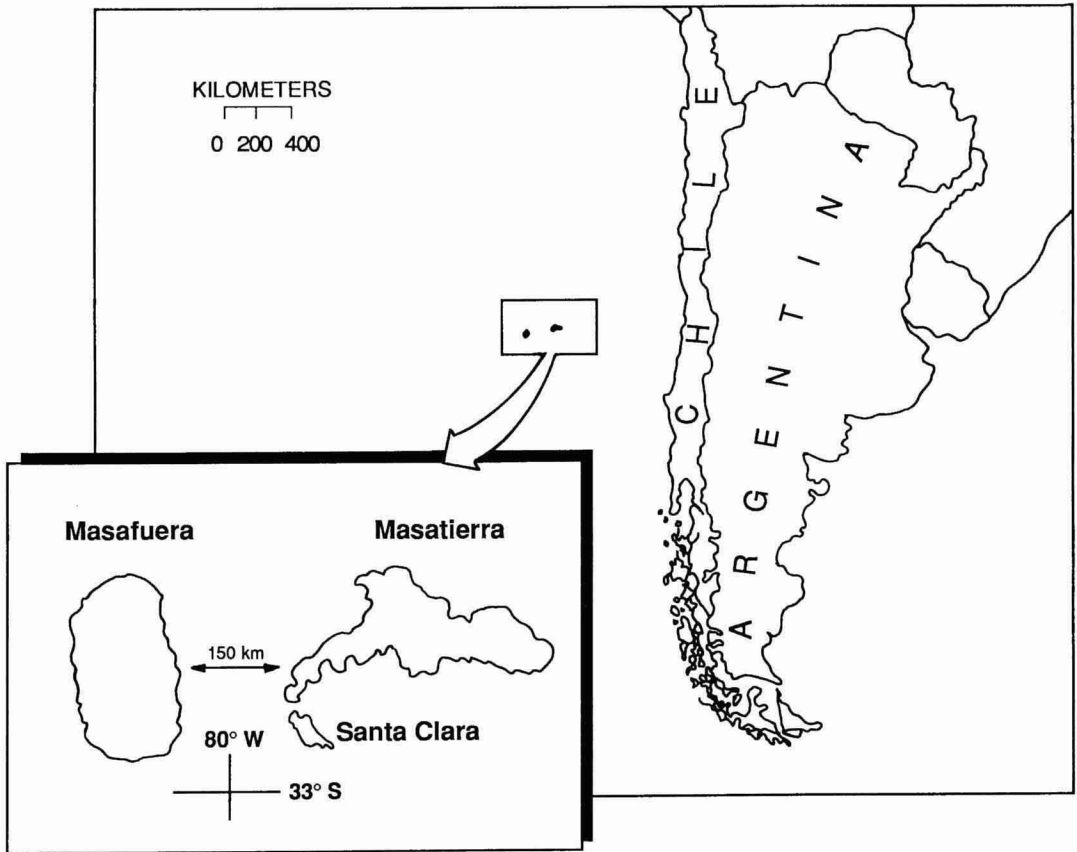 KILOMETERS
0 200 400
CHILE
ARGENTINA
Masafuera
Masatierra
150 km
Santa Clara
80° W
33° S